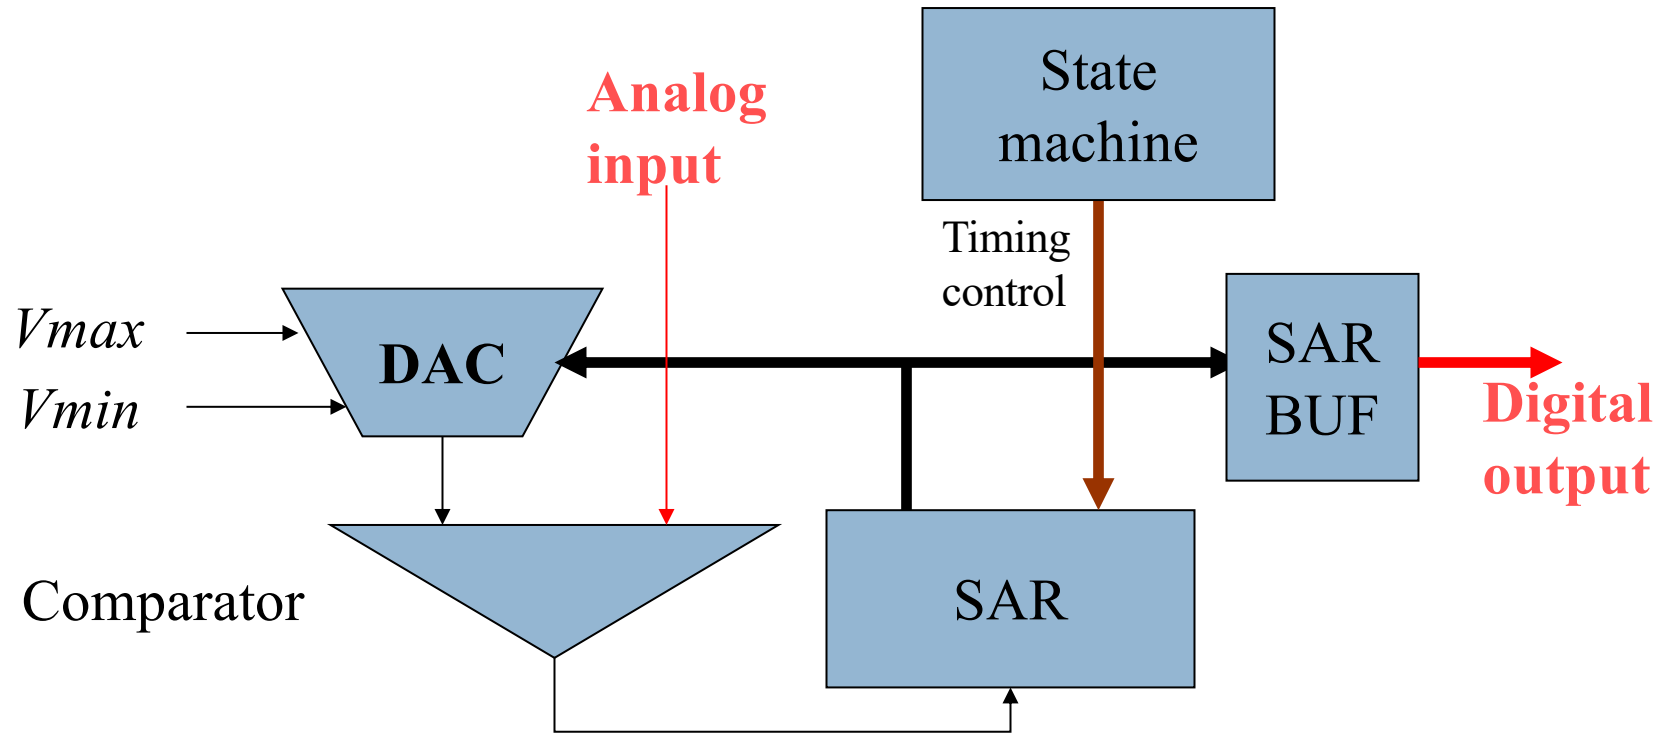 State
machine
Analog
input
Timing
control
Vmax
DAC
Vmin
SAR
BUF
Digital
output
Comparator
SAR